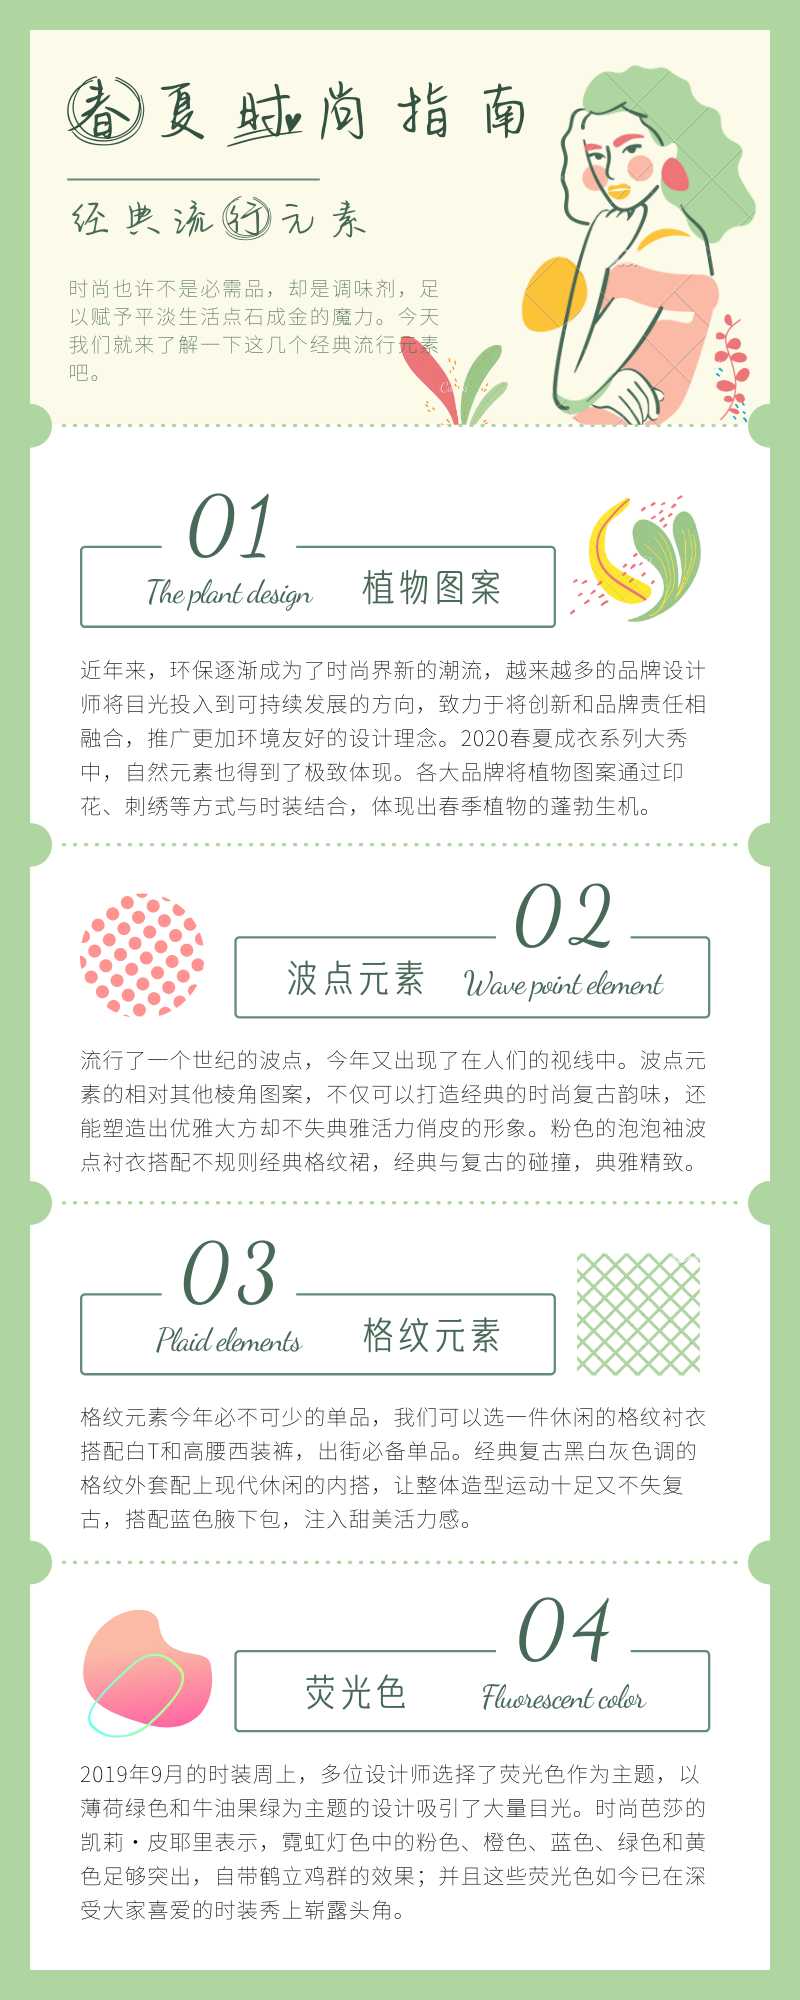 春夏时尚指南
经典流行元素
时尚也许不是必需品，却是调味剂，足
以赋予平淡生活点石成金的魔力。今天
我们就来了解一下这几个经典流行元素
吧。
01
The plant design 植物图案
近年来，环保逐渐成为了时尚界新的潮流，越来越多的品牌设计
师将目光投入到可持续发展的方向，致力于将创新和品牌责任相
融合，推广更加环境友好的设计理念。2020春夏成衣系列大秀
中，自然元素也得到了极致体现。各大品牌将植物图案通过印
花、刺绣等方式与时装结合，体现出春季植物的蓬勃生机。
02
波点元素 Wave point element
流行了一个世纪的波点，今年又出现了在人们的视线中。波点元
素的相对其他棱角图案，不仅可以打造经典的时尚复古韵味，还
能塑造出优雅大方却不失典雅活力俏皮的形象。粉色的泡泡袖波
点衬衣搭配不规则经典格纹裙，经典与复古的碰撞，典雅精致。
03
Plaid elements 格纹元素
格纹元素今年必不可少的单品，我们可以选一件休闲的格纹衬衣
搭配白T和高腰西装裤，出街必备单品。经典复古黑白灰色调的
格纹外套配上现代休闲的内搭，让整体造型运动十足又不失复
古，搭配蓝色腋下包，注入甜美活力感。
04
荧光色 Fluorescent color
2019年9月的时装周上，多位设计师选择了荧光色作为主题，以
薄荷绿色和牛油果绿为主题的设计吸引了大量目光。时尚芭莎的
凯莉·皮耶里表示，霓虹灯色中的粉色、橙色、蓝色、绿色和黄
色足够突出，自带鹤立鸡群的效果；并且这些荧光色如今已在深
受大家喜爱的时装秀上崭露头角。